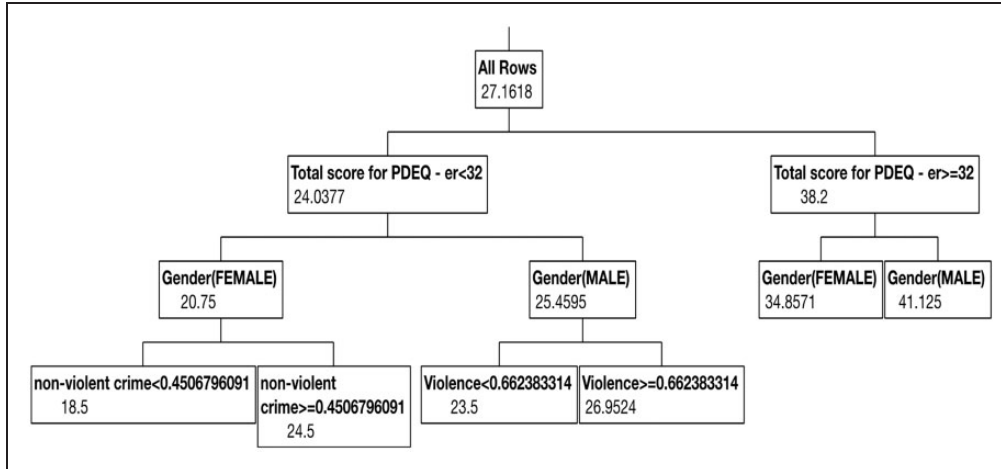 All Rows
27.1618
Total score for PDEQ - er<32
24.0377
Total score for PDEQ - er>=32
38.2
Gender(FEMALE)
20.75
Gender(MALE)
25.4595
Gender(FEMALE)
34.8571
Gender(MALE)
41.125
non-violent crime<0.4506796091
18.5
non-violent
crime>=0.4506796091
24.5
Violence<0.662383314
23.5
Violence>=0.662383314
26.9524